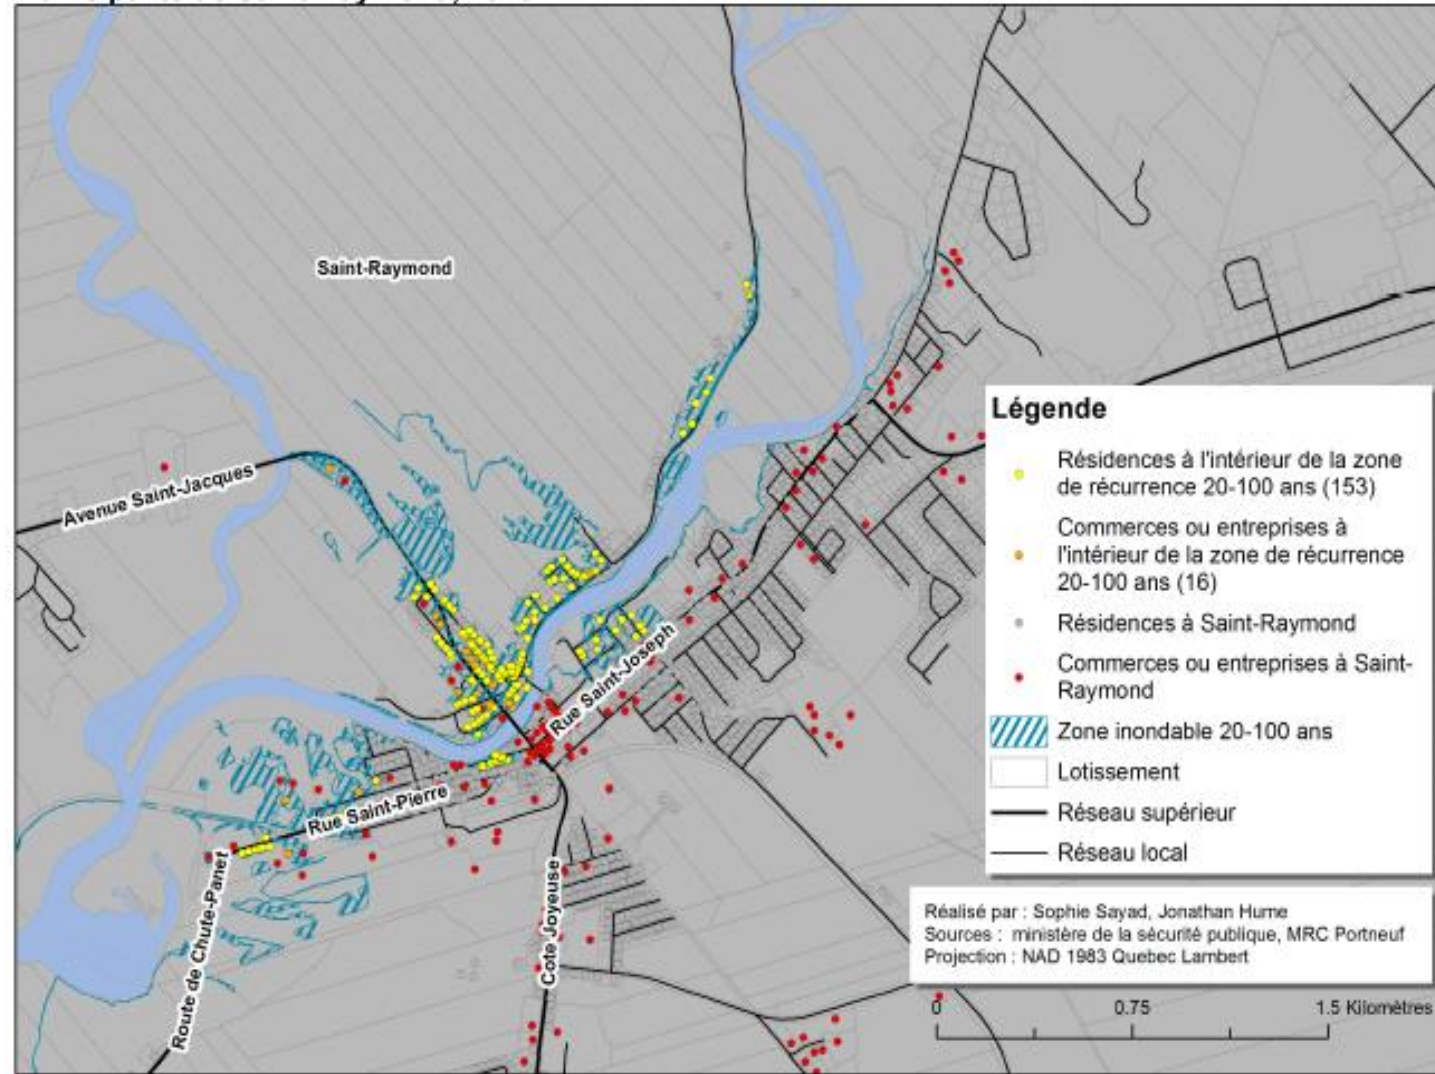 Saint-Raymond
Avenue Saint-Jacques
Rue Saint-Joseph
Rue Saint-Pierre
Route de Chute-Panet
Cote Joyeuse
Légende
Résidences à l'intérieur de la zone
de récurrence 20-100 ans (153)
Commerces ou entreprises à
l'intérieur de la zone de récurrence
20-100 ans (16)
Résidences à Saint-Raymond
Commerces ou entreprises à Saint-
Raymond
Zone inondable 20-100 ans
Lotissement
Réseau supérieur
Réseau local
Réalisé par : Sophie Sayad, Jonathan Hume
Sources : ministère de la sécurité publique, MRC Portneuf
Projection : NAD 1983 Quebec Lambert
0 0.75 1.5 Kilomètres